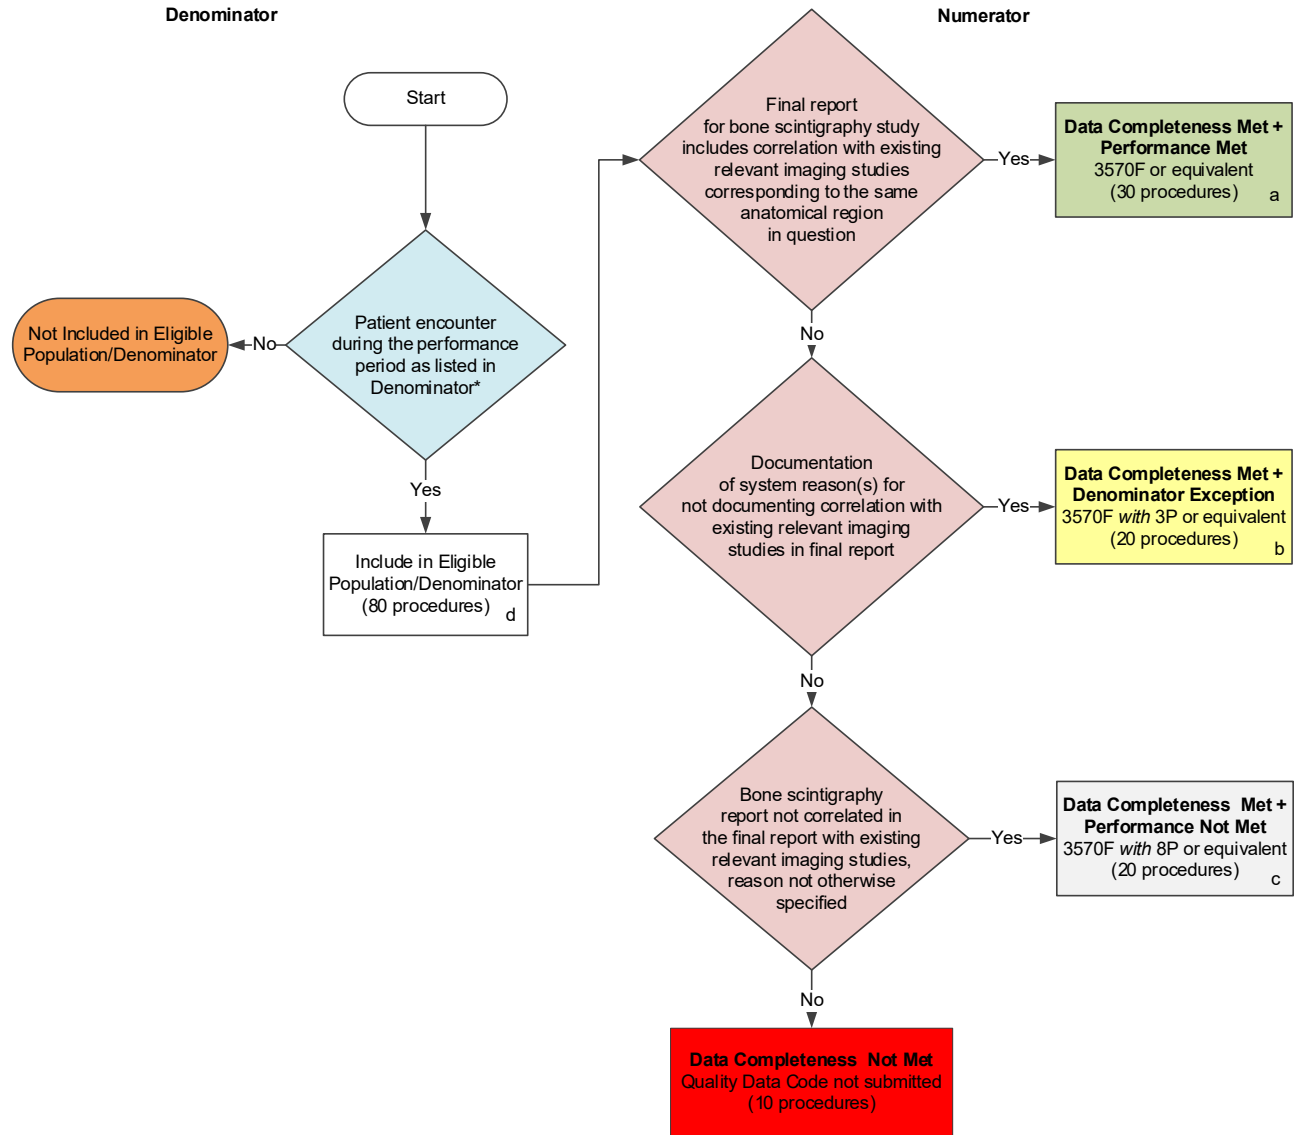 Denominator
Numerator
Start
Patient encounter
during the performance
period as listed in
Denominator*
No
Not Included in Eligible
Population/Denominator
Yes
Include in Eligible
Population/Denominator
(80 procedures)
d
Final report
for bone scintigraphy study
includes correlation with existing
relevant imaging studies
corresponding to the same
anatomical region
in question
Yes
Data Completeness Met +
Performance Met
3570F or equivalent
(30 procedures)
a
No
Documentation
of system reason(s) for
not documenting correlation with
existing relevant imaging
studies in final report
Yes
Data Completeness Met +
Denominator Exception
3570F with 3P or equivalent
(20 procedures)
b
No
Bone scintigraphy
report not correlated in
the final report with existing
relevant imaging studies,
reason not otherwise
specified
Yes
Data Completeness Met +
Performance Not Met
3570F with 8P or equivalent
(20 procedures)
c
No
Data Completeness Not Met
Quality Data Code not submitted
(10 procedures)